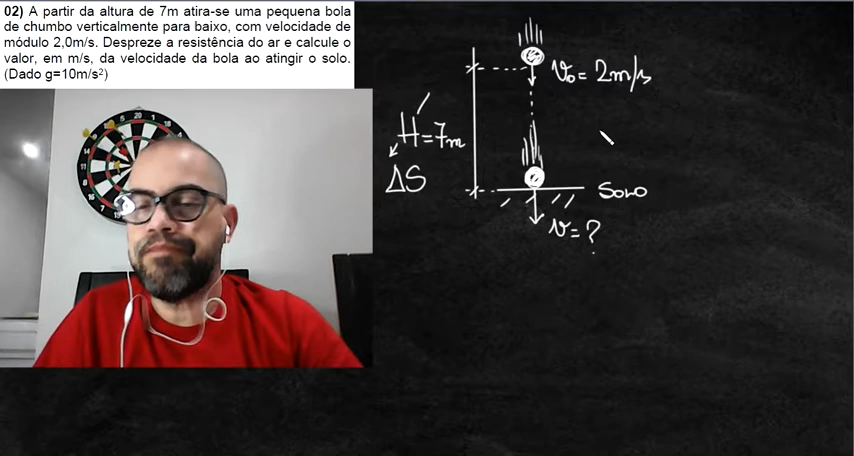 02) A partir da altura de 7m atira-se uma pequena bola
de chumbo verticalmente para baixo, com velocidade de
módulo 2,0m/s. Despreze a resistência do ar e calcule o
valor, em m/s, da velocidade da bola ao atingir o solo.
(Dado g=10m/s²)
v₀ = 2m/s
H = 7m
ΔS
SOLO
v = ?